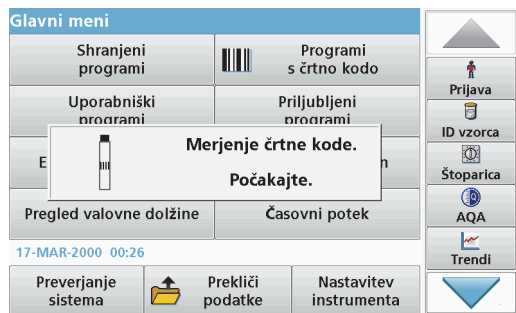 Glavni meni
Shranjeni
programi
Programi
s črtno kodo
Uporabniški
programi
Priljubljeni
programi
Merjenje črtne kode.
Počakajte.
E
n
Pregled valovne dolžine
Časovni potek
17-MAR-2000 00:26
Preverjanje
sistema
Prekliči
podatke
Nastavitev
instrumenta
Prijava
ID vzorca
Štoparica
AQA
Trendi